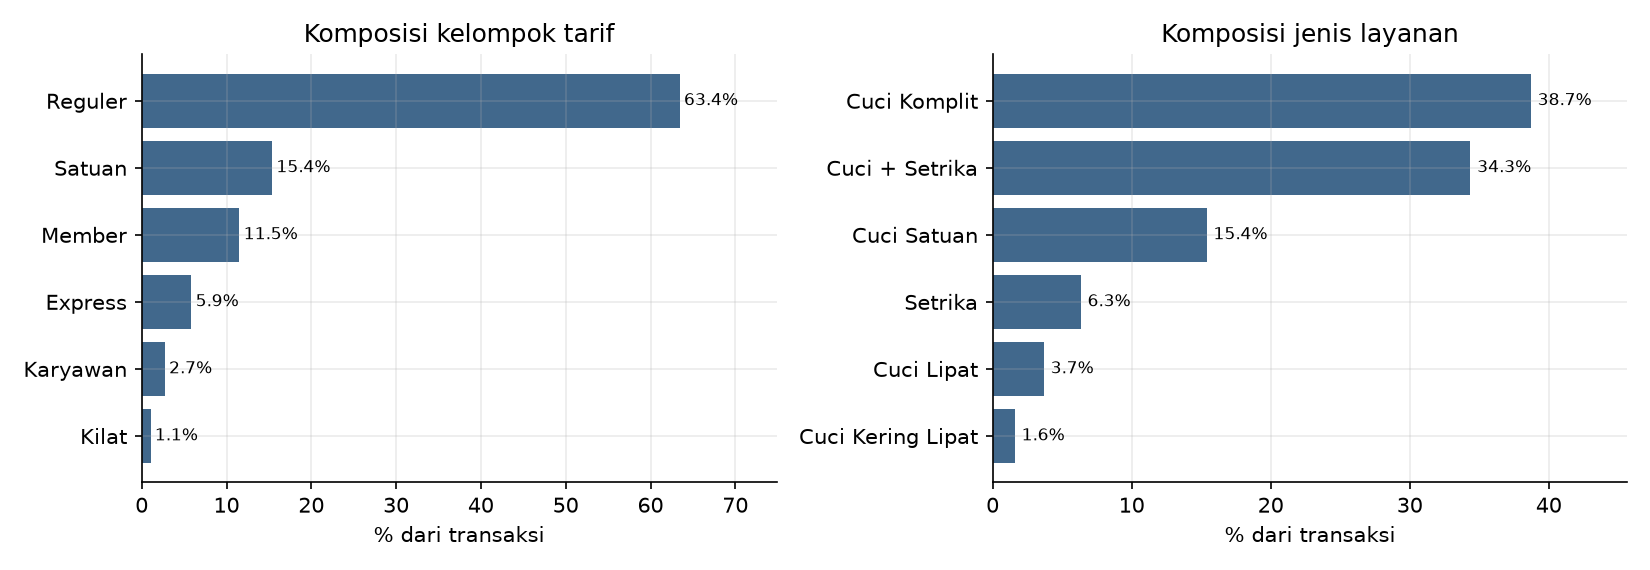 Komposisi kelompok tarif
Reguler
63.4%
Satuan
15.4%
Member
11.5%
Express
5.9%
Karyawan
2.7%
Kilat
1.1%
0 10 20 30 40 50 60 70
% dari transaksi
Komposisi jenis layanan
Cuci Komplit
38.7%
Cuci + Setrika
34.3%
Cuci Satuan
15.4%
Setrika
6.3%
Cuci Lipat
3.7%
Cuci Kering Lipat
1.6%
0 10 20 30 40
% dari transaksi